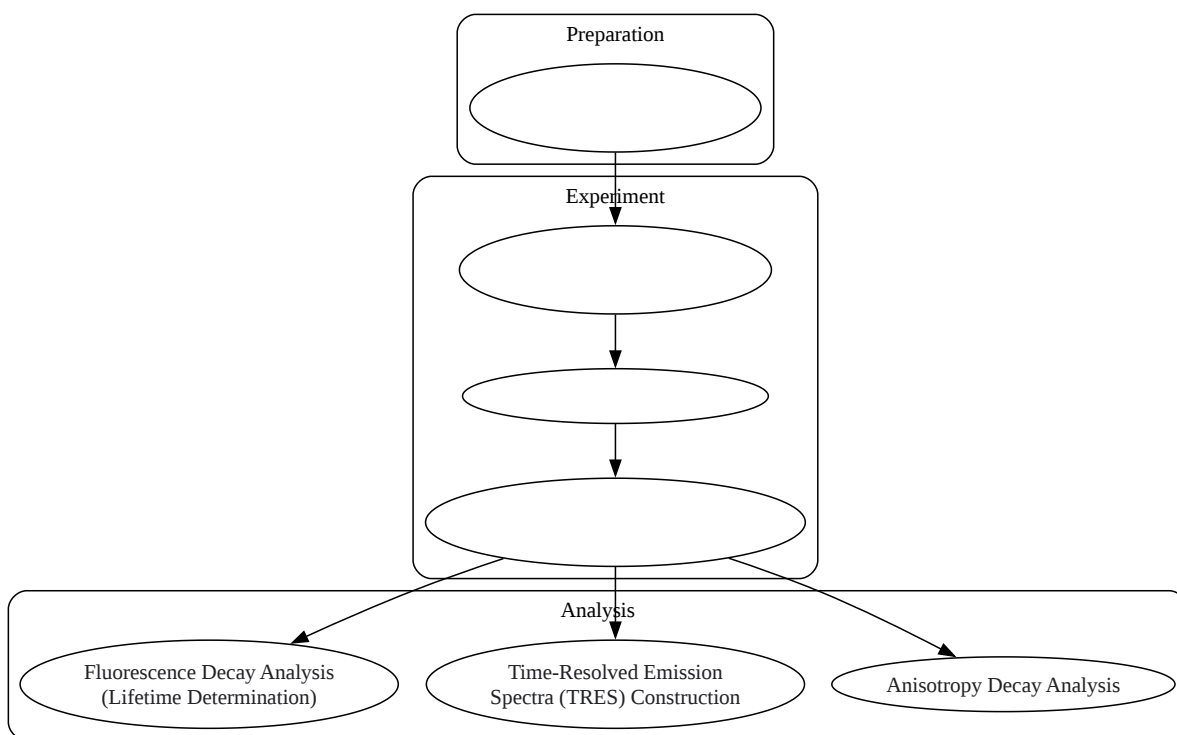 Preparation
Experiment
Analysis
Fluorescence Decay Analysis
(Lifetime Determination)
Time-Resolved Emission
Spectra (TRES) Construction
Anisotropy Decay Analysis